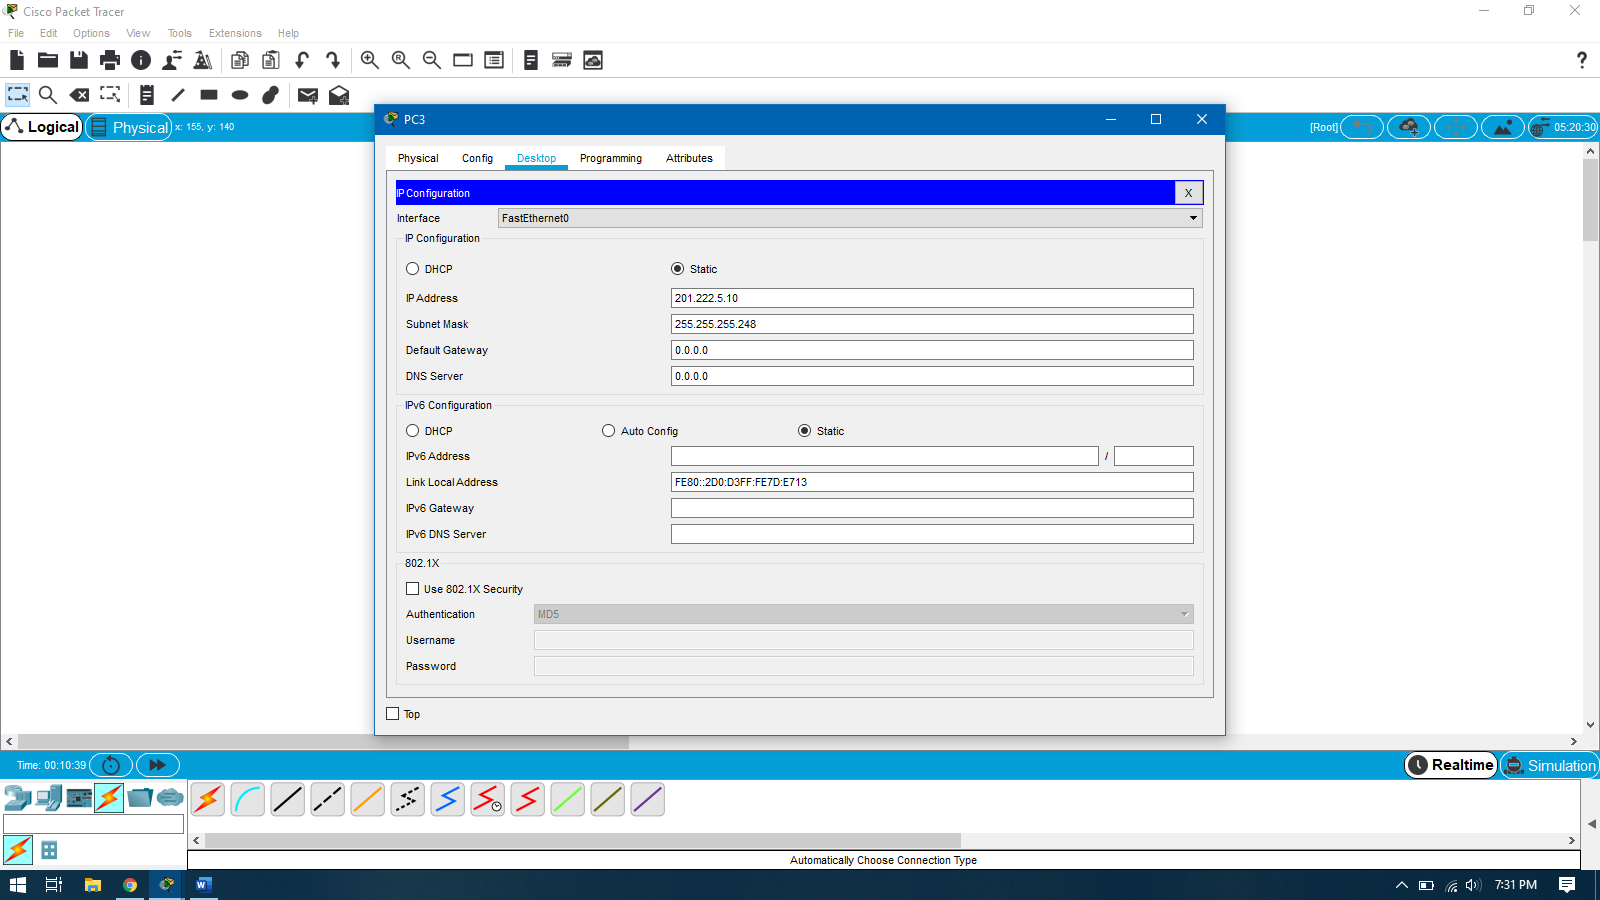 Cisco Packet Tracer
File Edit Options View Tools Extensions Help
?
Logical Physical x: 155, y: 140
[Root] 05:20:30
PC3
Physical Config Desktop Programming Attributes
IP Configuration X
Interface FastEthernet0
IP Configuration
DHCP Static
IP Address 201.222.5.10
Subnet Mask 255.255.255.248
Default Gateway 0.0.0.0
DNS Server 0.0.0.0
IPv6 Configuration
DHCP Auto Config Static
IPv6 Address /
Link Local Address FE80::2D0:D3FF:FE7D:E713
IPv6 Gateway
IPv6 DNS Server
802.1X
Use 802.1X Security
Authentication MD5
Username
Password
Top
Time: 00:10:39 Realtime Simulation
Automatically Choose Connection Type
7:31 PM